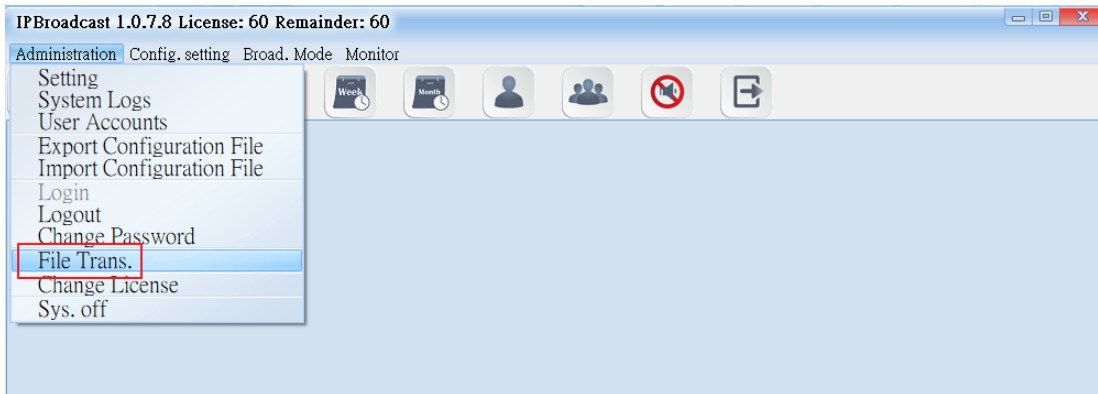 IPBroadcast 1.0.7.8 License: 60 Remainder: 60
Administration Config. setting Broad. Mode Monitor
Setting
System Logs
User Accounts
Export Configuration File
Import Configuration File
Login
Logout
Change Password
File Trans.
Change License
Sys. off
Week
Month